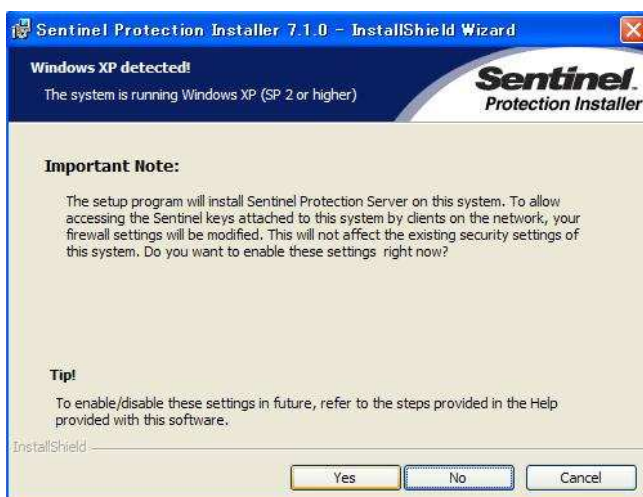 Sentinel Protection Installer 7.1.0 - InstallShield Wizard
Windows XP detected!
The system is running Windows XP (SP 2 or higher)
Sentinel.
Protection Installer
Important Note:
The setup program will install Sentinel Protection Server on this system. To allow
accessing the Sentinel keys attached to this system by clients on the network, your
firewall settings will be modified. This will not affect the existing security settings of
this system. Do you want to enable these settings right now?
Tip!
To enable/disable these settings in future, refer to the steps provided in the Help
provided with this software.
InstallShield
Yes
No
Cancel